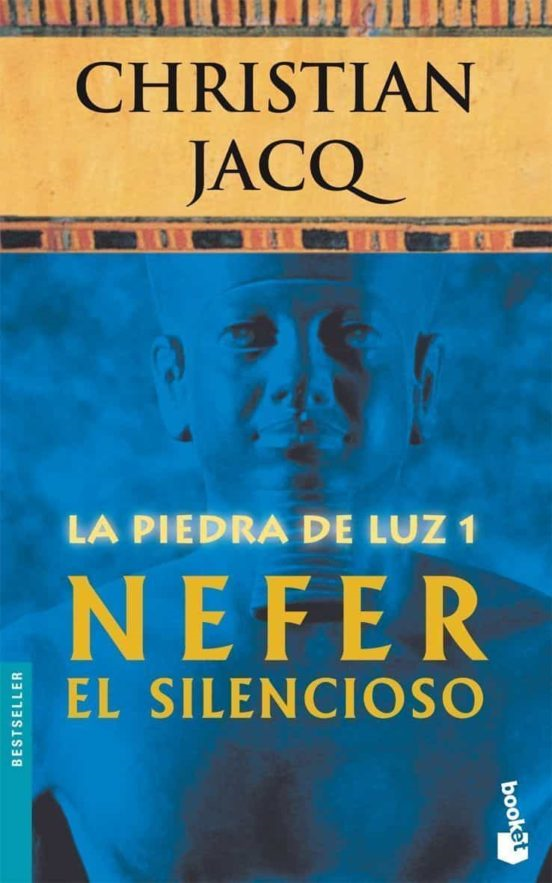 CHRISTIAN
JACQ
LA PIEDRA DE LUZ 1
NEFER
EL SILENCIOSO
BESTSELLER
booket